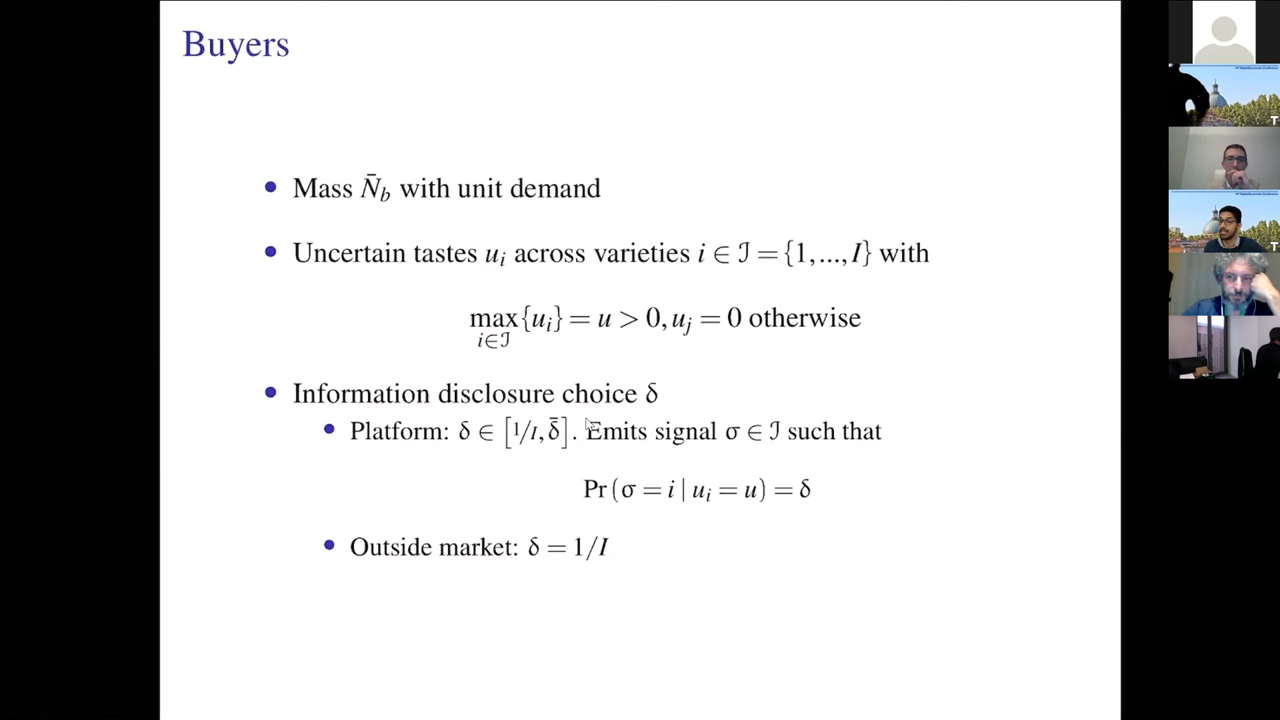 Buyers
Mass N̄_b with unit demand
Uncertain tastes u_i across varieties i ∈ ℐ = {1,...,I} with
max_{i∈ℐ}{u_i} = u > 0, u_j = 0 otherwise
Information disclosure choice δ
Platform: δ ∈ [1/I, δ̄]. Emits signal σ ∈ ℐ such that
Pr(σ = i | u_i = u) = δ
Outside market: δ = 1/I